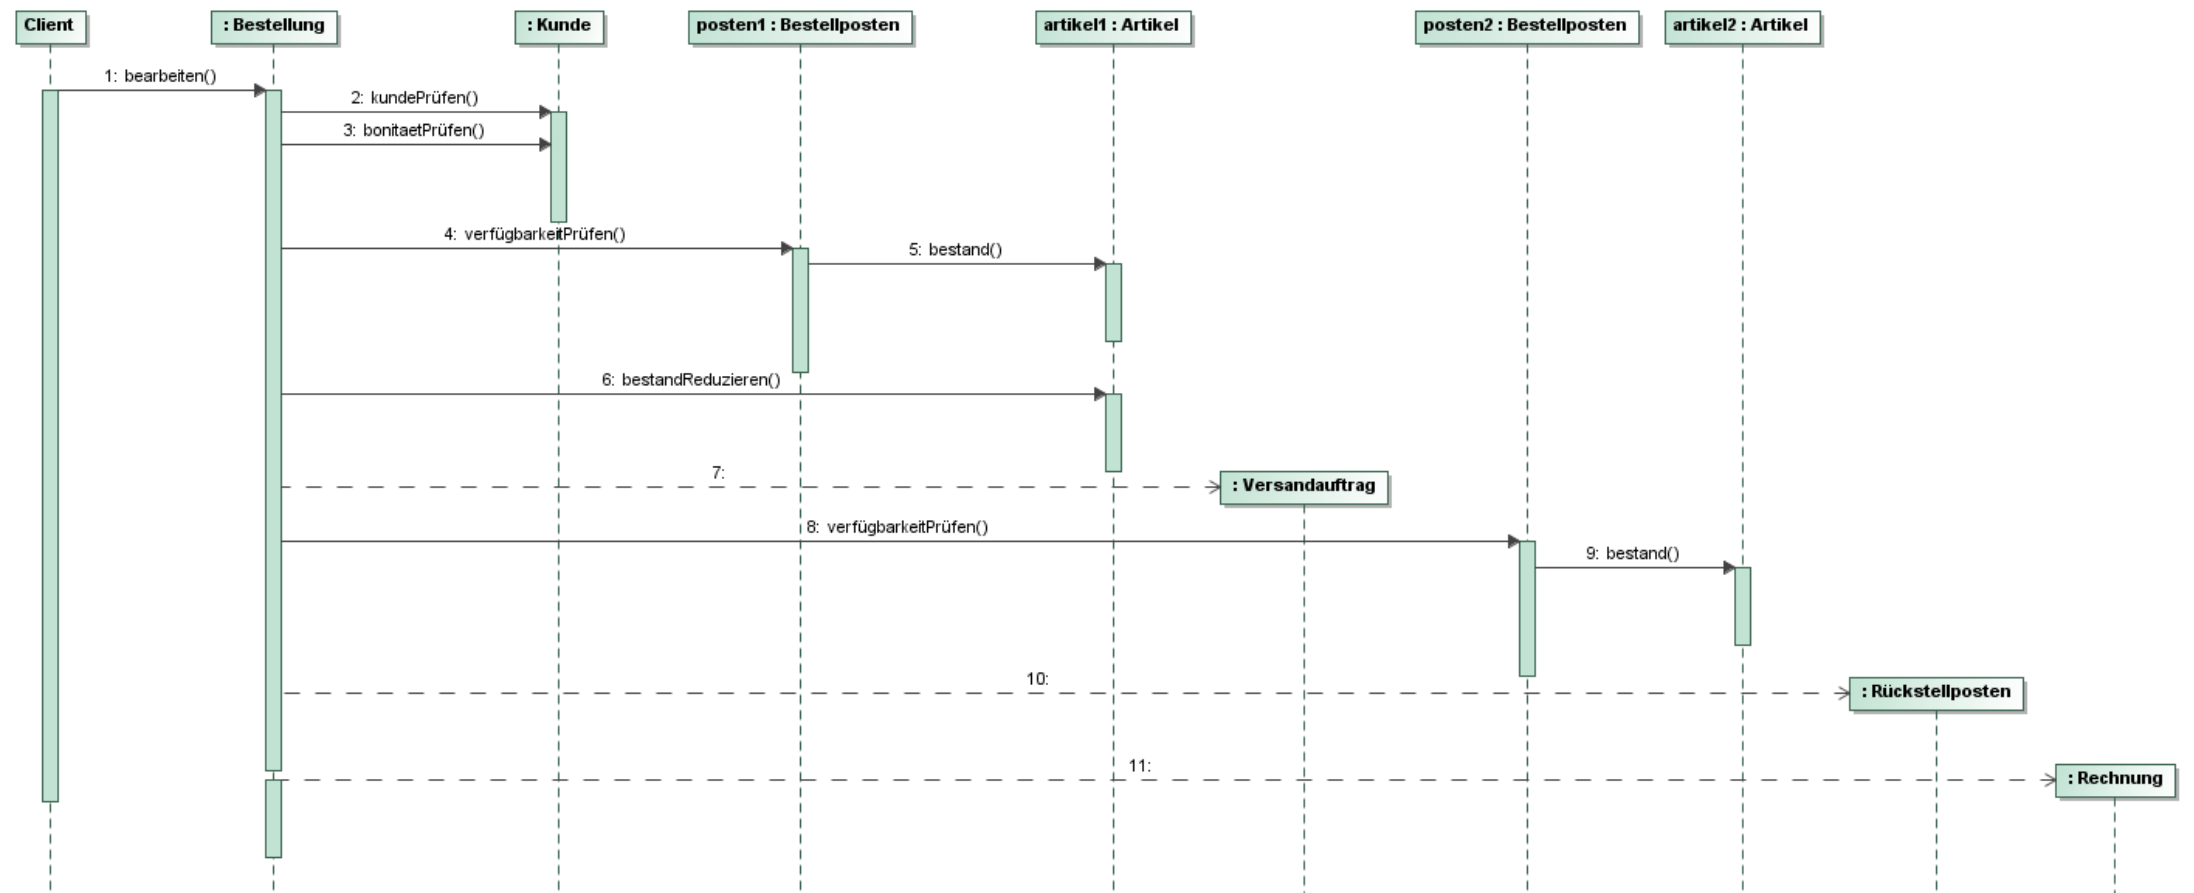 Client
: Bestellung
: Kunde
posten1 : Bestellposten
artikel1 : Artikel
posten2 : Bestellposten
artikel2 : Artikel
1: bearbeiten()
2: kundePrüfen()
3: bonitaetPrüfen()
4: verfügbarkeitPrüfen()
5: bestand()
6: bestandReduzieren()
7:
: Versandauftrag
8: verfügbarkeitPrüfen()
9: bestand()
10:
: Rückstellposten
11:
: Rechnung